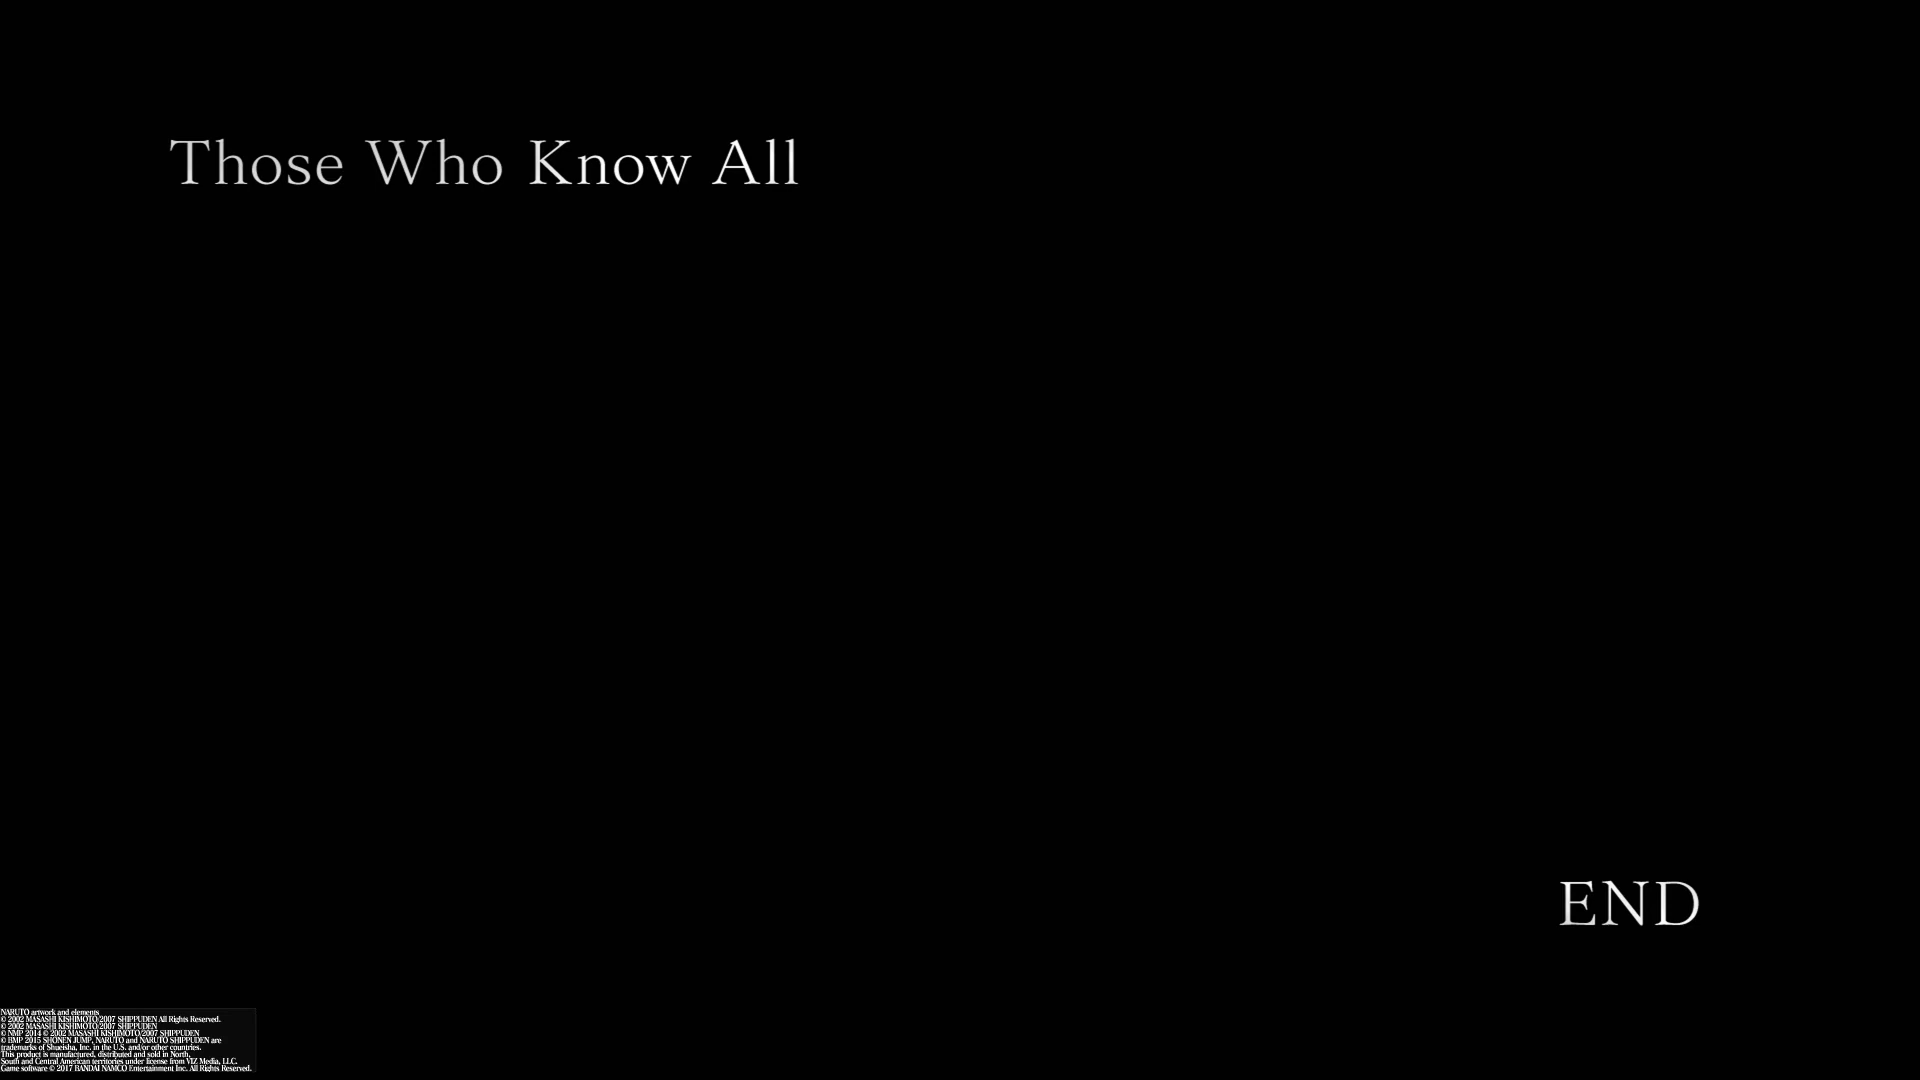 Those Who Know All
END
NARUTO artwork and elements
© 2002 MASASHI KISHIMOTO/2007 SHIPPUDEN All Rights Reserved.
© 2002 MASASHI KISHIMOTO/2007 SHIPPUDEN
© NMP 2014 © 2002 MASASHI KISHIMOTO/2007 SHIPPUDEN
© BMP 2015 SHONEN JUMP, NARUTO and NARUTO SHIPPUDEN are
trademarks of Shueisha, Inc. in the U.S. and/or other countries.
This product is manufactured, distributed and sold in North,
South and Central American territories under license from VIZ Media, LLC.
Game software © 2017 BANDAI NAMCO Entertainment Inc. All Rights Reserved.